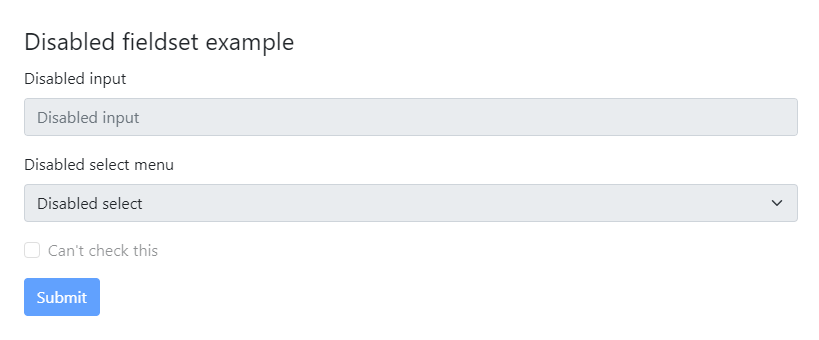 Disabled fieldset example
Disabled input
Disabled input
Disabled select menu
Disabled select
Can't check this
Submit